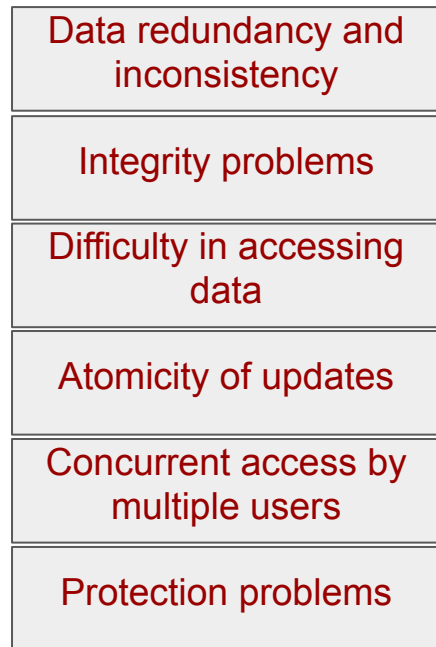 Data redundancy and
inconsistency
Integrity problems
Difficulty in accessing
data
Atomicity of updates
Concurrent access by
multiple users
Protection problems